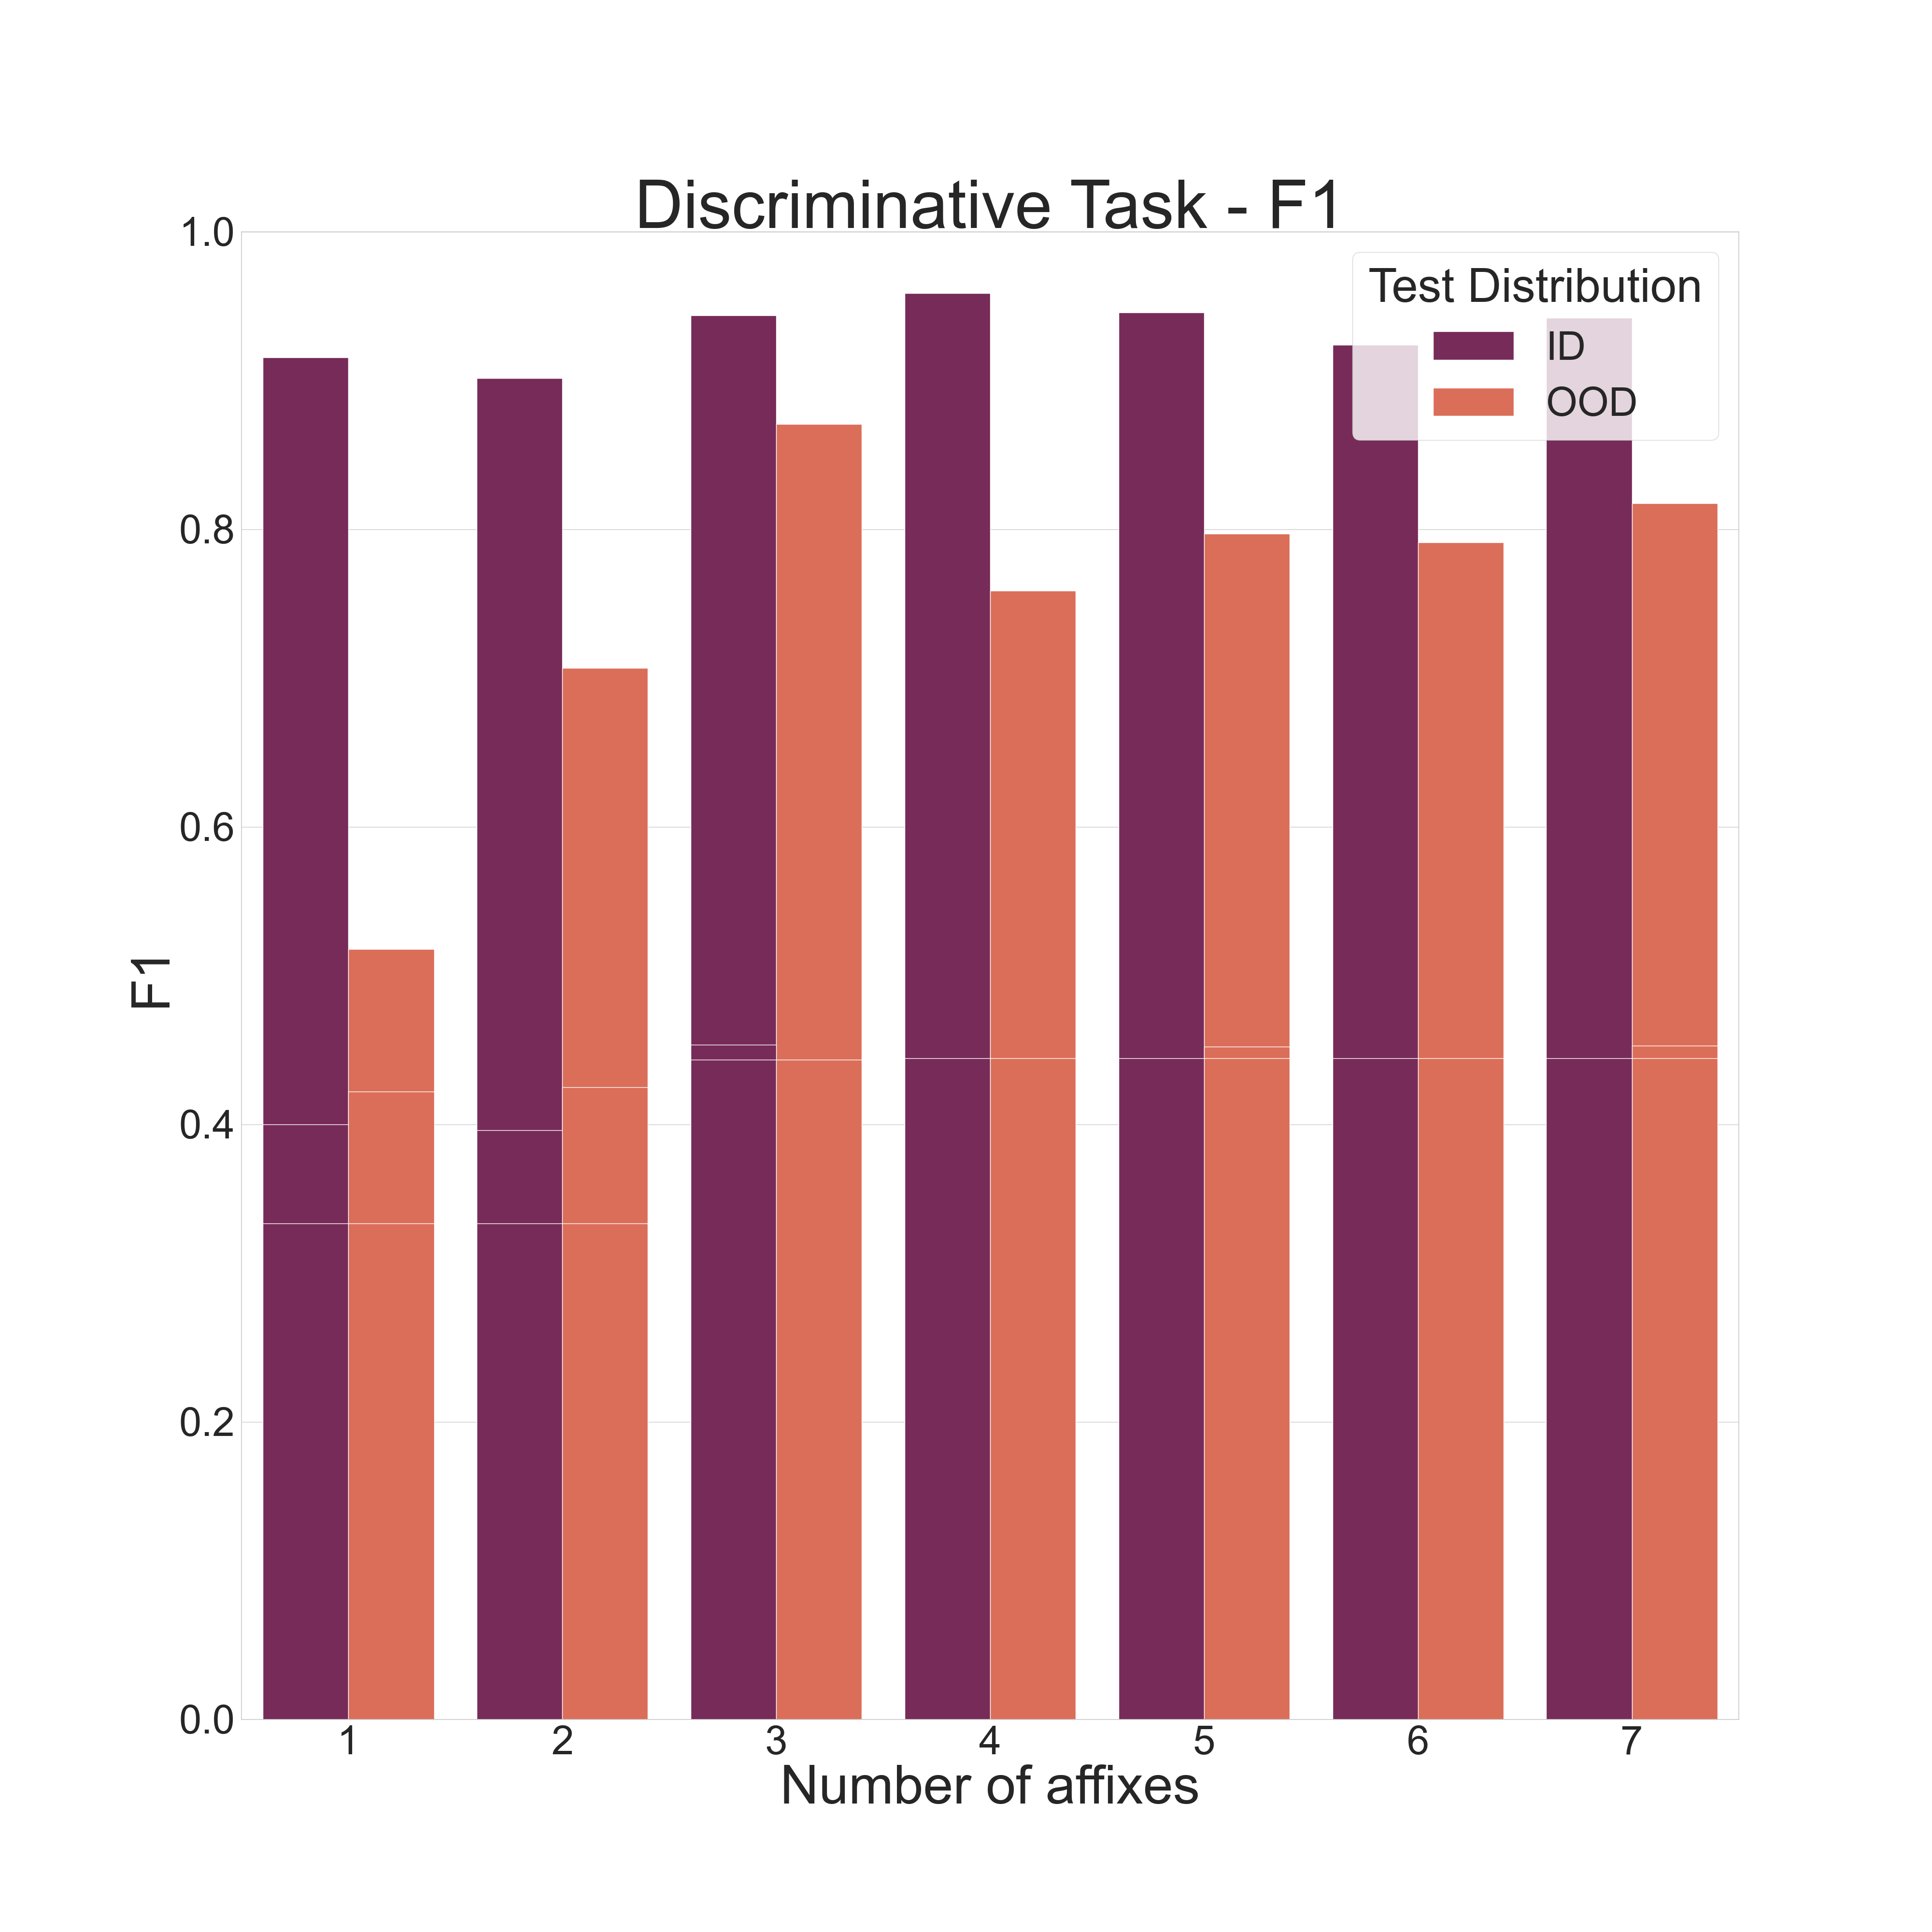 Discriminative Task - F1
1.0
Test Distribution
ID
OOD
0.8
0.6
F1
0.4
0.2
0.0
1 2 3 4 5 6 7
Number of affixes